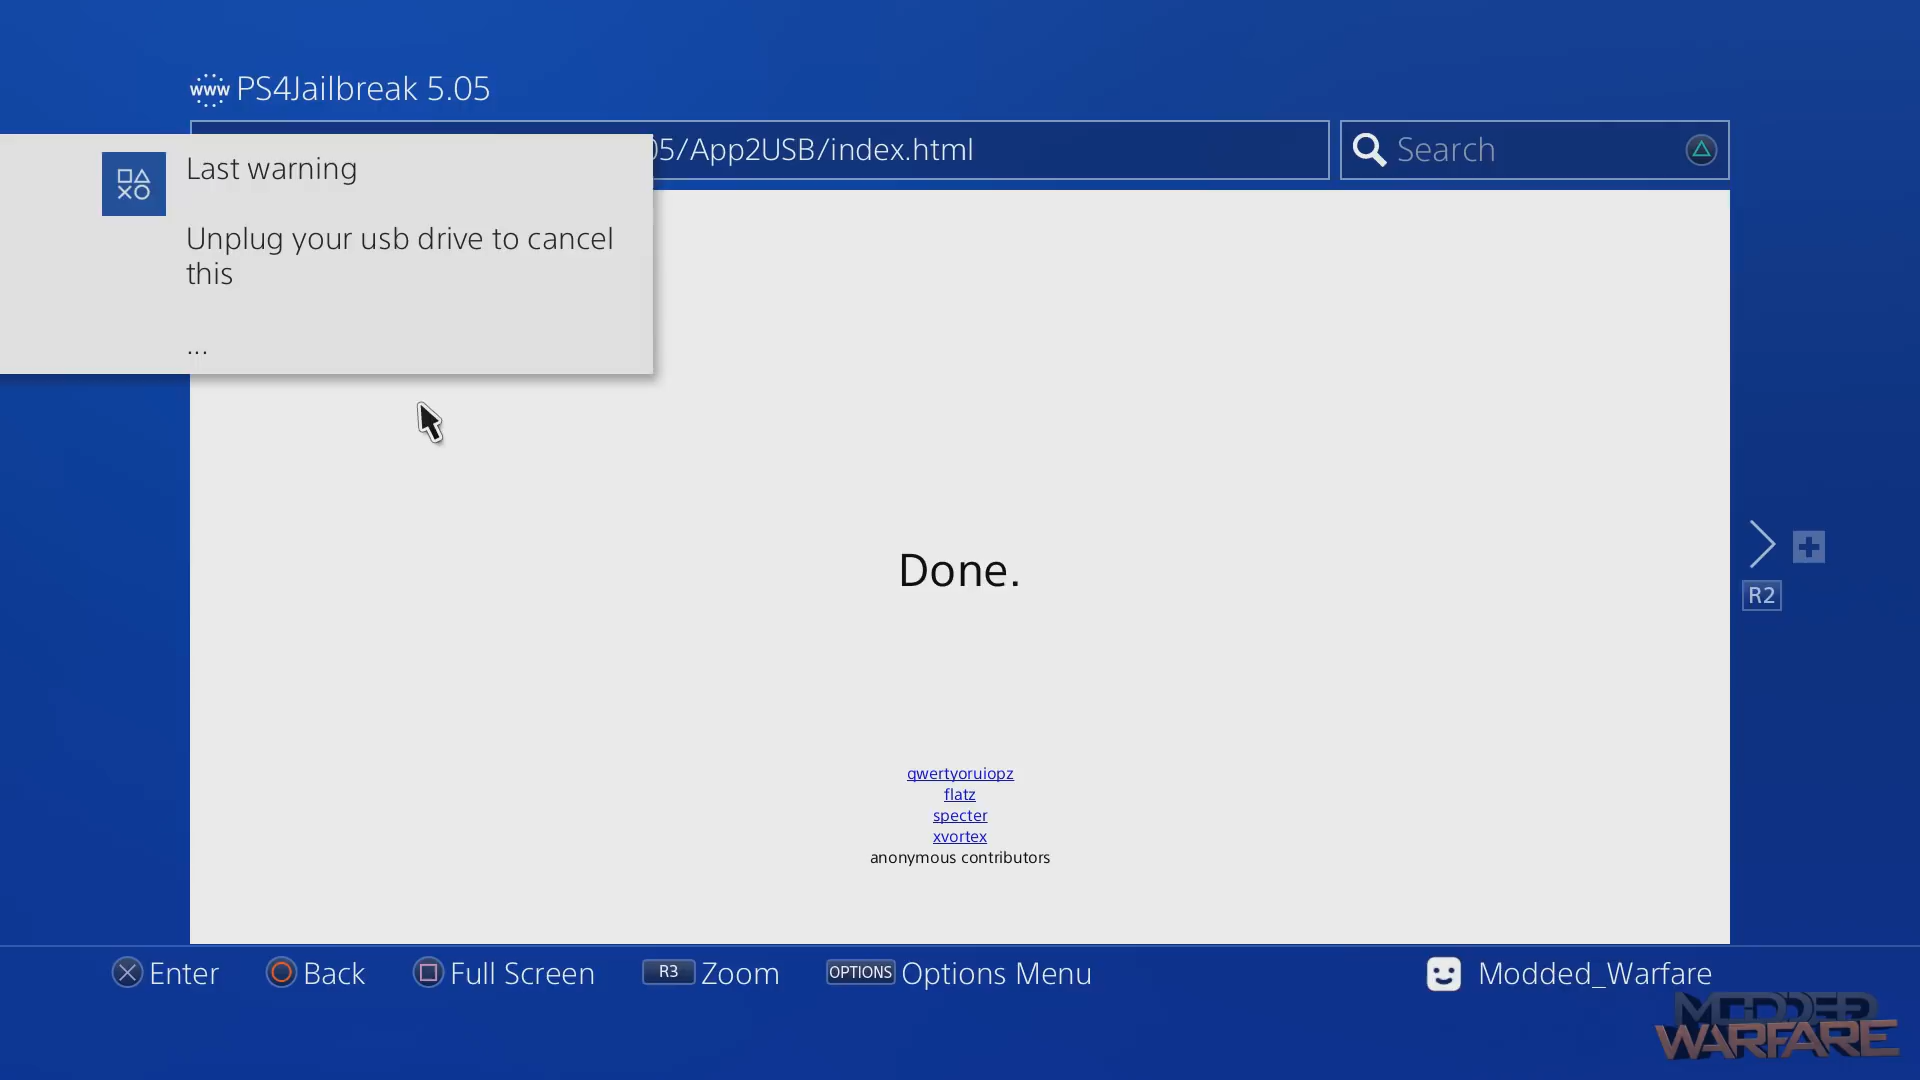 www PS4Jailbreak 5.05
05/App2USB/index.html
Search
Last warning
Unplug your usb drive to cancel
this
...
Done.
R2
qwertyoruiopz
flatz
specter
xvortex
anonymous contributors
Enter Back Full Screen R3 Zoom OPTIONS Options Menu Modded_Warfare
MODDED
WARFARE